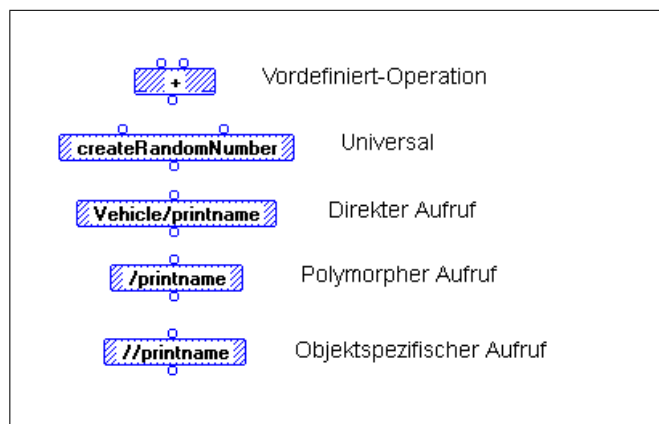 + Vordefiniert-Operation
createRandomNumber Universal
Vehicle/printname Direkter Aufruf
/printname Polymorpher Aufruf
//printname Objektspezifischer Aufruf